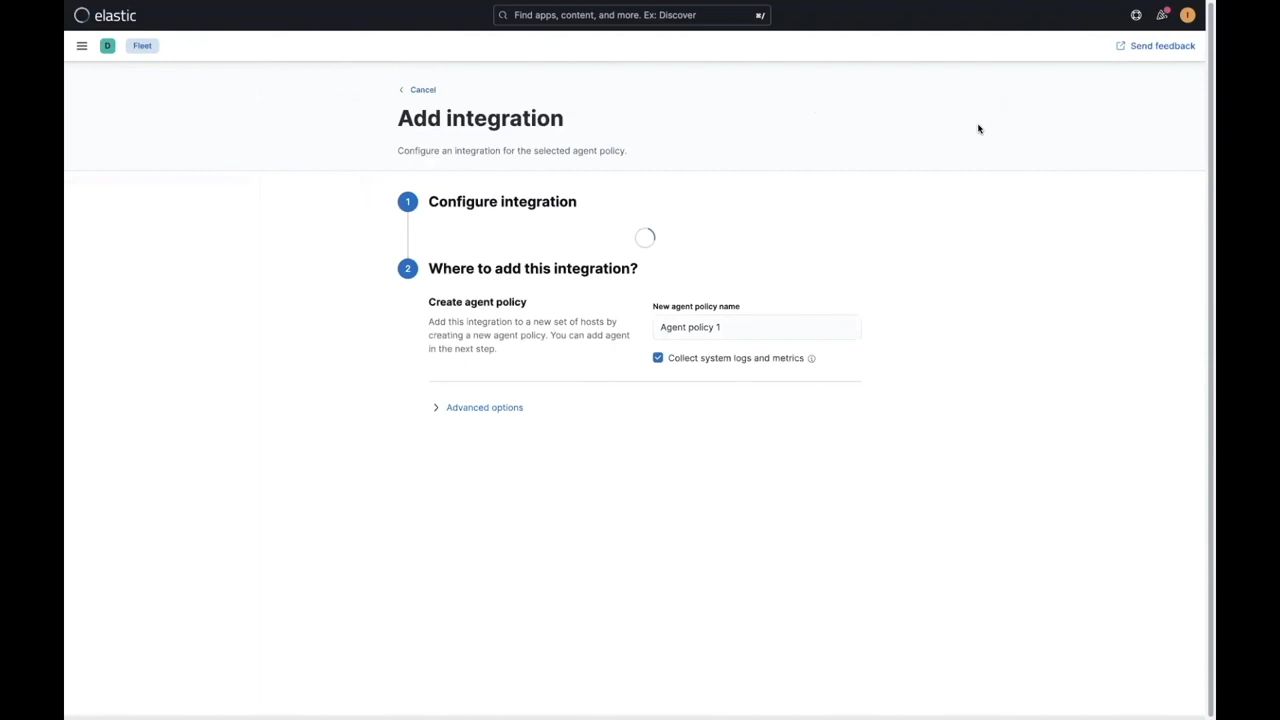 elastic
Find apps, content, and more. Ex: Discover
⌘/
I
D
Fleet
Send feedback
Cancel
Add integration
Configure an integration for the selected agent policy.
1
Configure integration
2
Where to add this integration?
Create agent policy
Add this integration to a new set of hosts by
creating a new agent policy. You can add agent
in the next step.
New agent policy name
Agent policy 1
Collect system logs and metrics
Advanced options